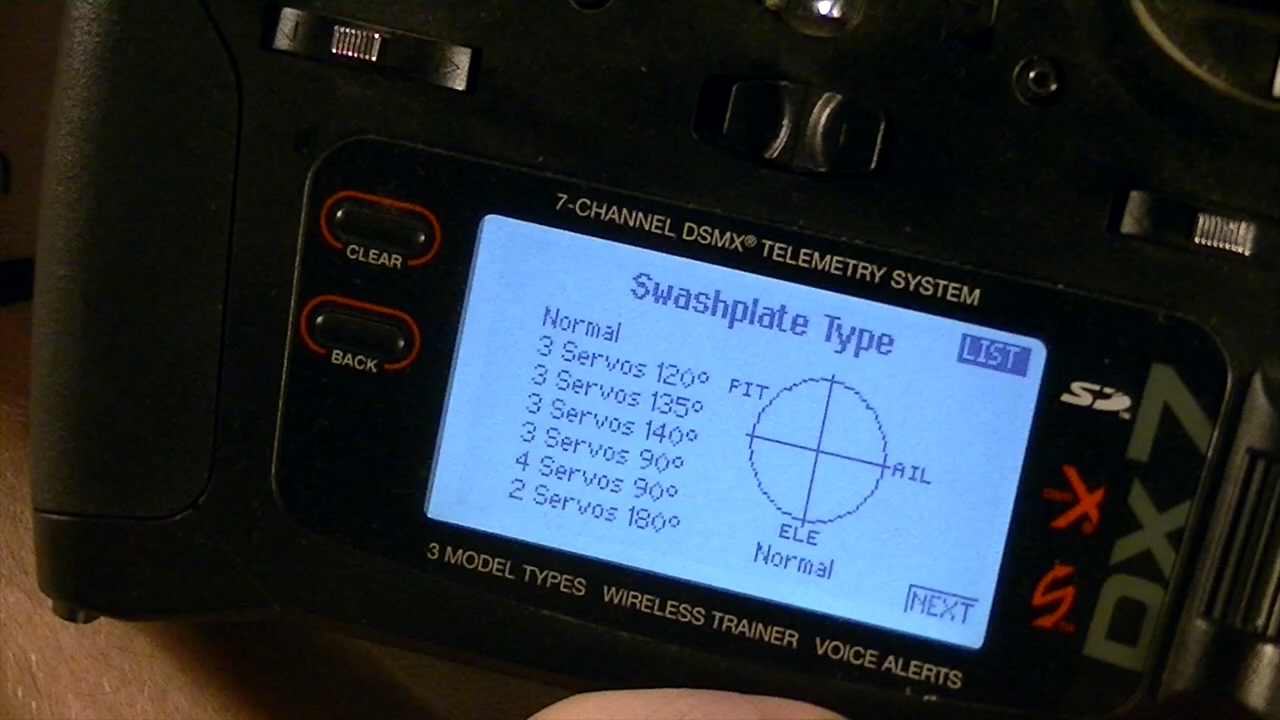 7-CHANNEL DSMX® TELEMETRY SYSTEM
CLEAR
BACK
Swashplate Type
LIST
Normal
3 Servos 120°
3 Servos 135°
3 Servos 140°
3 Servos 90°
4 Servos 90°
2 Servos 180°
PIT
AIL
ELE
Normal
NEXT
SD
X
S
DX7
3 MODEL TYPES WIRELESS TRAINER VOICE ALERTS